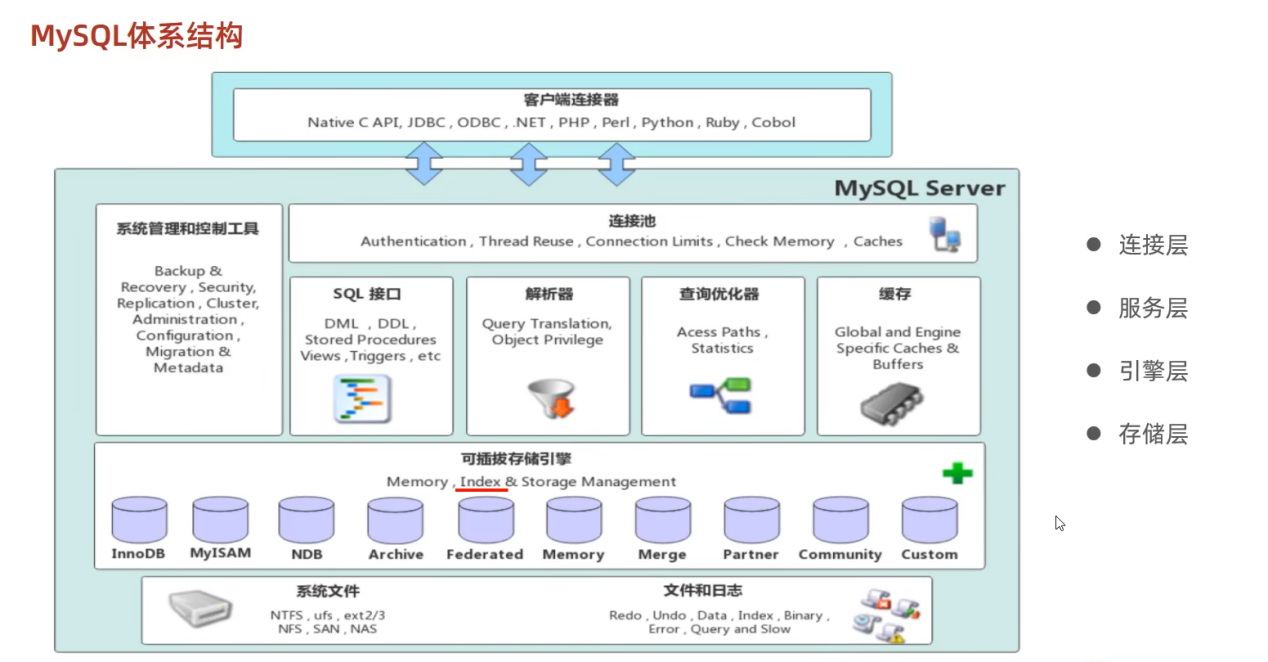 MySQL体系结构
客户端连接器
Native C API, JDBC , ODBC , .NET , PHP , Perl , Python , Ruby , Cobol
MySQL Server
系统管理和控制工具
Backup &
Recovery , Security,
Replication , Cluster,
Administration ,
Configuration ,
Migration &
Metadata
连接池
Authentication , Thread Reuse , Connection Limits , Check Memory , Caches
SQL 接口
DML , DDL ,
Stored Procedures
Views ,Triggers , etc
解析器
Query Translation,
Object Privilege
查询优化器
Acess Paths ,
Statistics
缓存
Global and Engine
Specific Caches &
Buffers
可插拔存储引擎
Memory , Index & Storage Management
InnoDB MyISAM NDB Archive Federated Memory Merge Partner Community Custom
系统文件
NTFS , ufs , ext2/3
NFS , SAN , NAS
文件和日志
Redo , Undo , Data , Index , Binary ,
Error , Query and Slow
连接层
服务层
引擎层
存储层